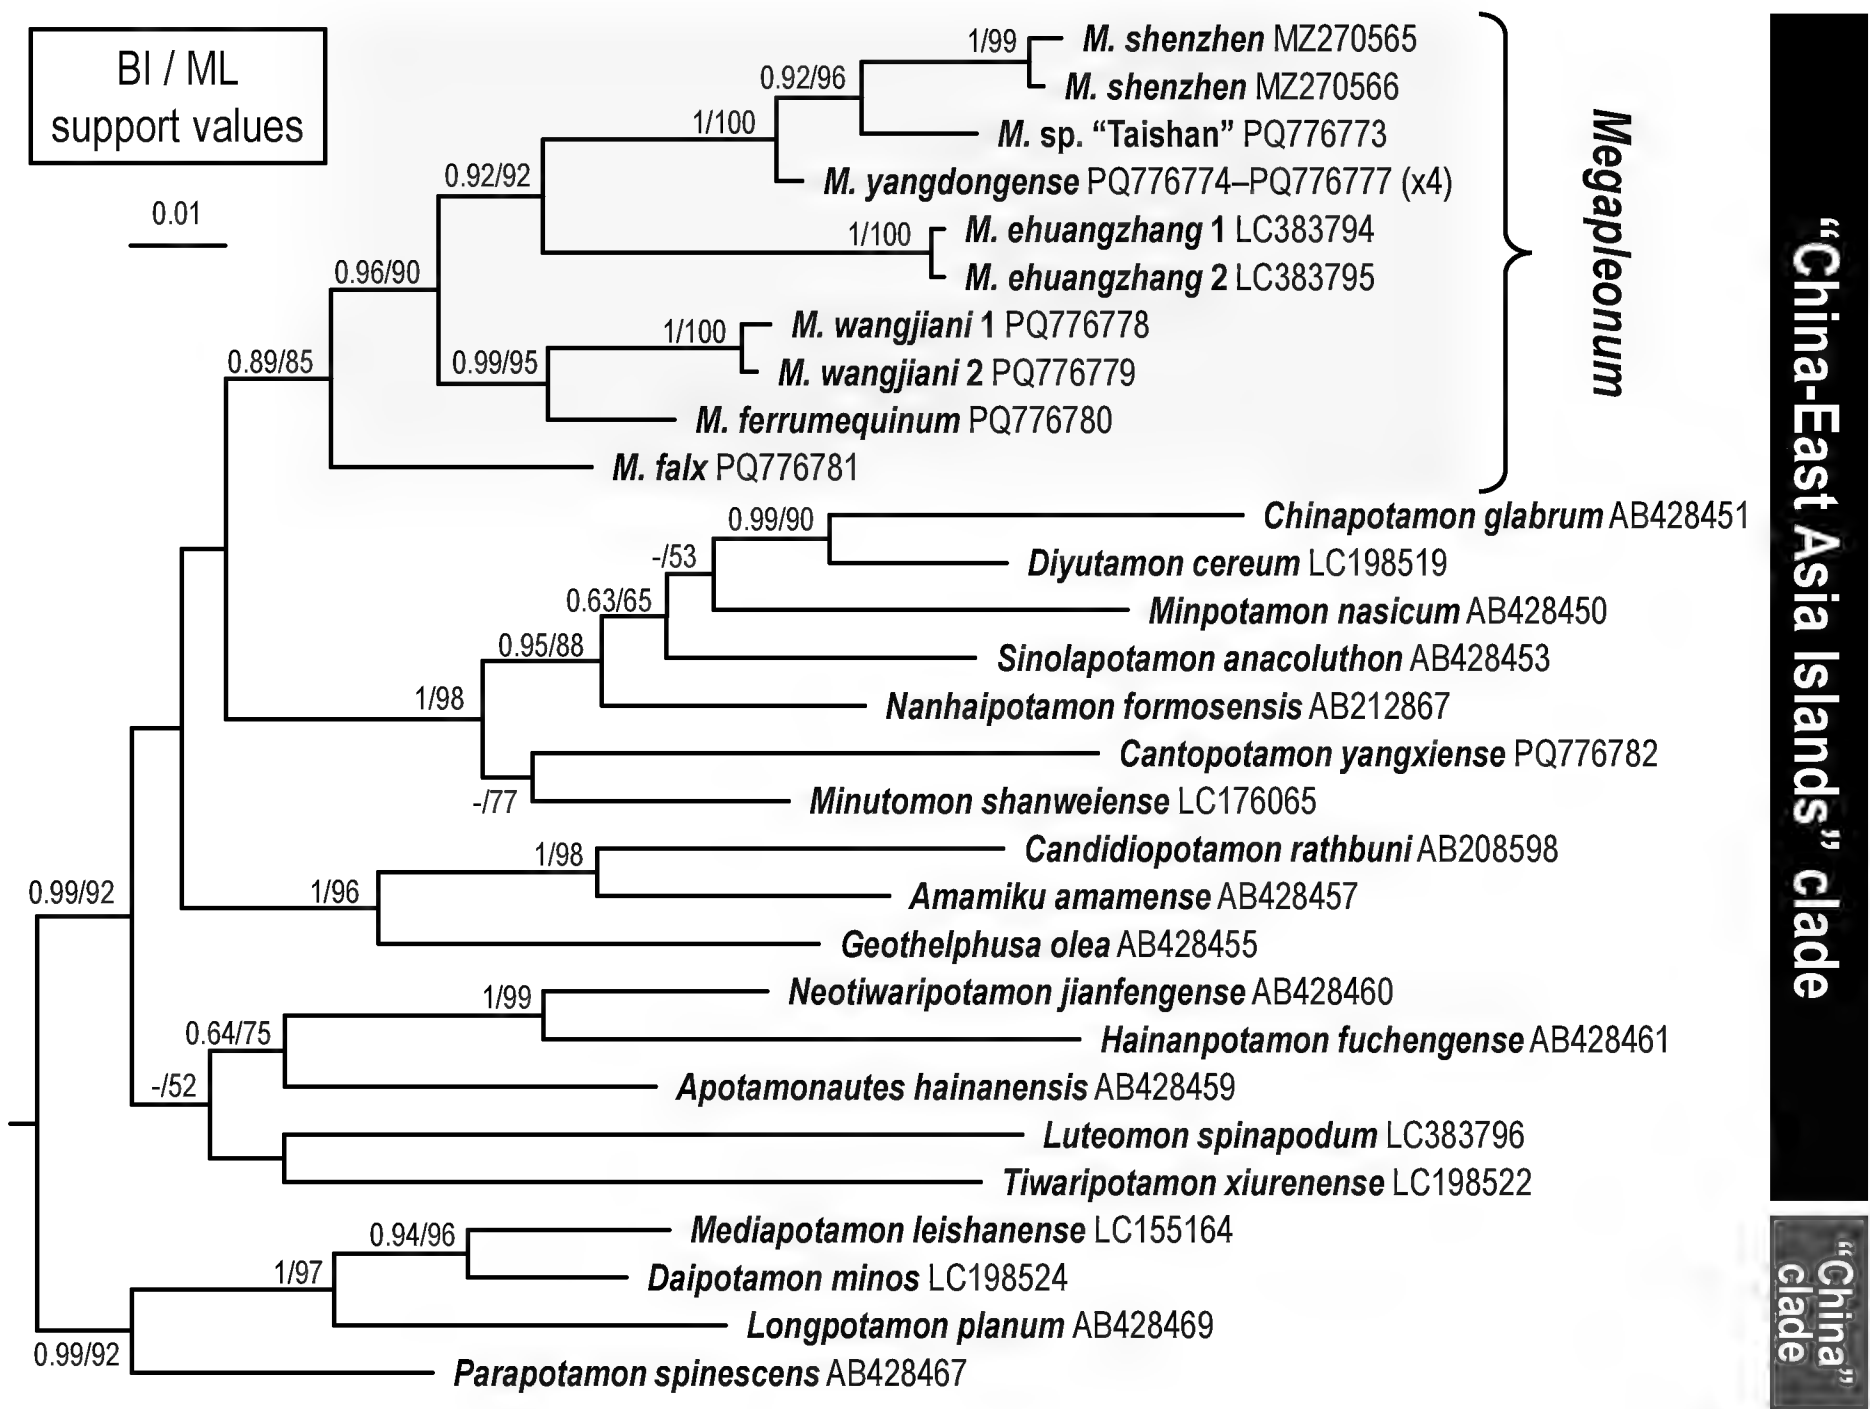 BI / ML
support values
0.01
1/99
M. shenzhen MZ270565
M. shenzhen MZ270566
0.92/96
M. sp. “Taishan” PQ776773
1/100
M. yangdongense PQ776774–PQ776777 (x4)
0.92/92
M. ehuangzhang 1 LC383794
1/100
M. ehuangzhang 2 LC383795
0.96/90
M. wangjiani 1 PQ776778
1/100
M. wangjiani 2 PQ776779
0.99/95
M. ferrumequinum PQ776780
0.89/85
M. falx PQ776781
Megapleonum
Chinapotamon glabrum AB428451
0.99/90
Diyutamon cereum LC198519
-/53
Minpotamon nasicum AB428450
0.63/65
Sinolapotamon anacoluthon AB428453
0.95/88
Nanhaipotamon formosensis AB212867
1/98
Cantopotamon yangxiense PQ776782
-/77
Minutomon shanweiense LC176065
Candidiopotamon rathbuni AB208598
1/98
Amamiku amamense AB428457
1/96
Geothelphusa olea AB428455
0.99/92
Neotiwaripotamon jianfengense AB428460
1/99
Hainanpotamon fuchengense AB428461
0.64/75
Apotamonautes hainanensis AB428459
-/52
Luteomon spinapodum LC383796
Tiwaripotamon xiurenense LC198522
“China-East Asia Islands” clade
Mediapotamon leishanense LC155164
0.94/96
Daipotamon minos LC198524
1/97
Longpotamon planum AB428469
0.99/92
Parapotamon spinescens AB428467
“China”
clade